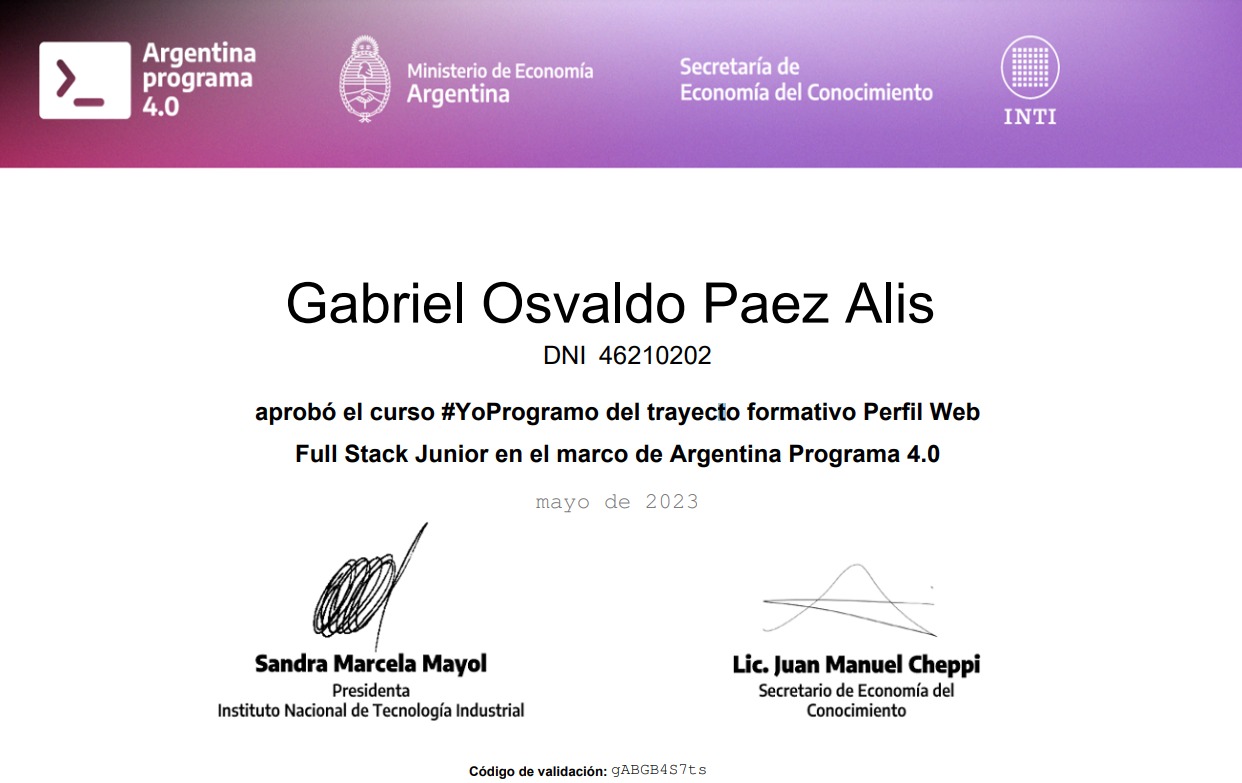 Argentina
programa
4.0
Ministerio de Economía
Argentina
Secretaría de
Economía del Conocimiento
INTI
Gabriel Osvaldo Paez Alis
DNI 46210202
aprobó el curso #YoProgramo del trayecto formativo Perfil Web
Full Stack Junior en el marco de Argentina Programa 4.0
mayo de 2023
Sandra Marcela Mayol
Presidenta
Instituto Nacional de Tecnología Industrial
Lic. Juan Manuel Cheppi
Secretario de Economía del
Conocimiento
Código de validación: gABGB4S7ts